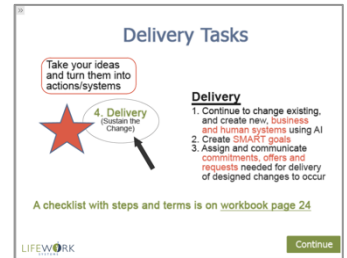 Delivery Tasks
Take your ideas
and turn them into
actions/systems
4. Delivery
(Sustain the
Change)
Delivery
1. Continue to change existing,
and create new, business
and human systems using AI
2. Create SMART goals
3. Assign and communicate
commitments, offers and
requests needed for delivery
of designed changes to occur
A checklist with steps and terms is on workbook page 24
LIFEWORK
SYSTEMS
Continue